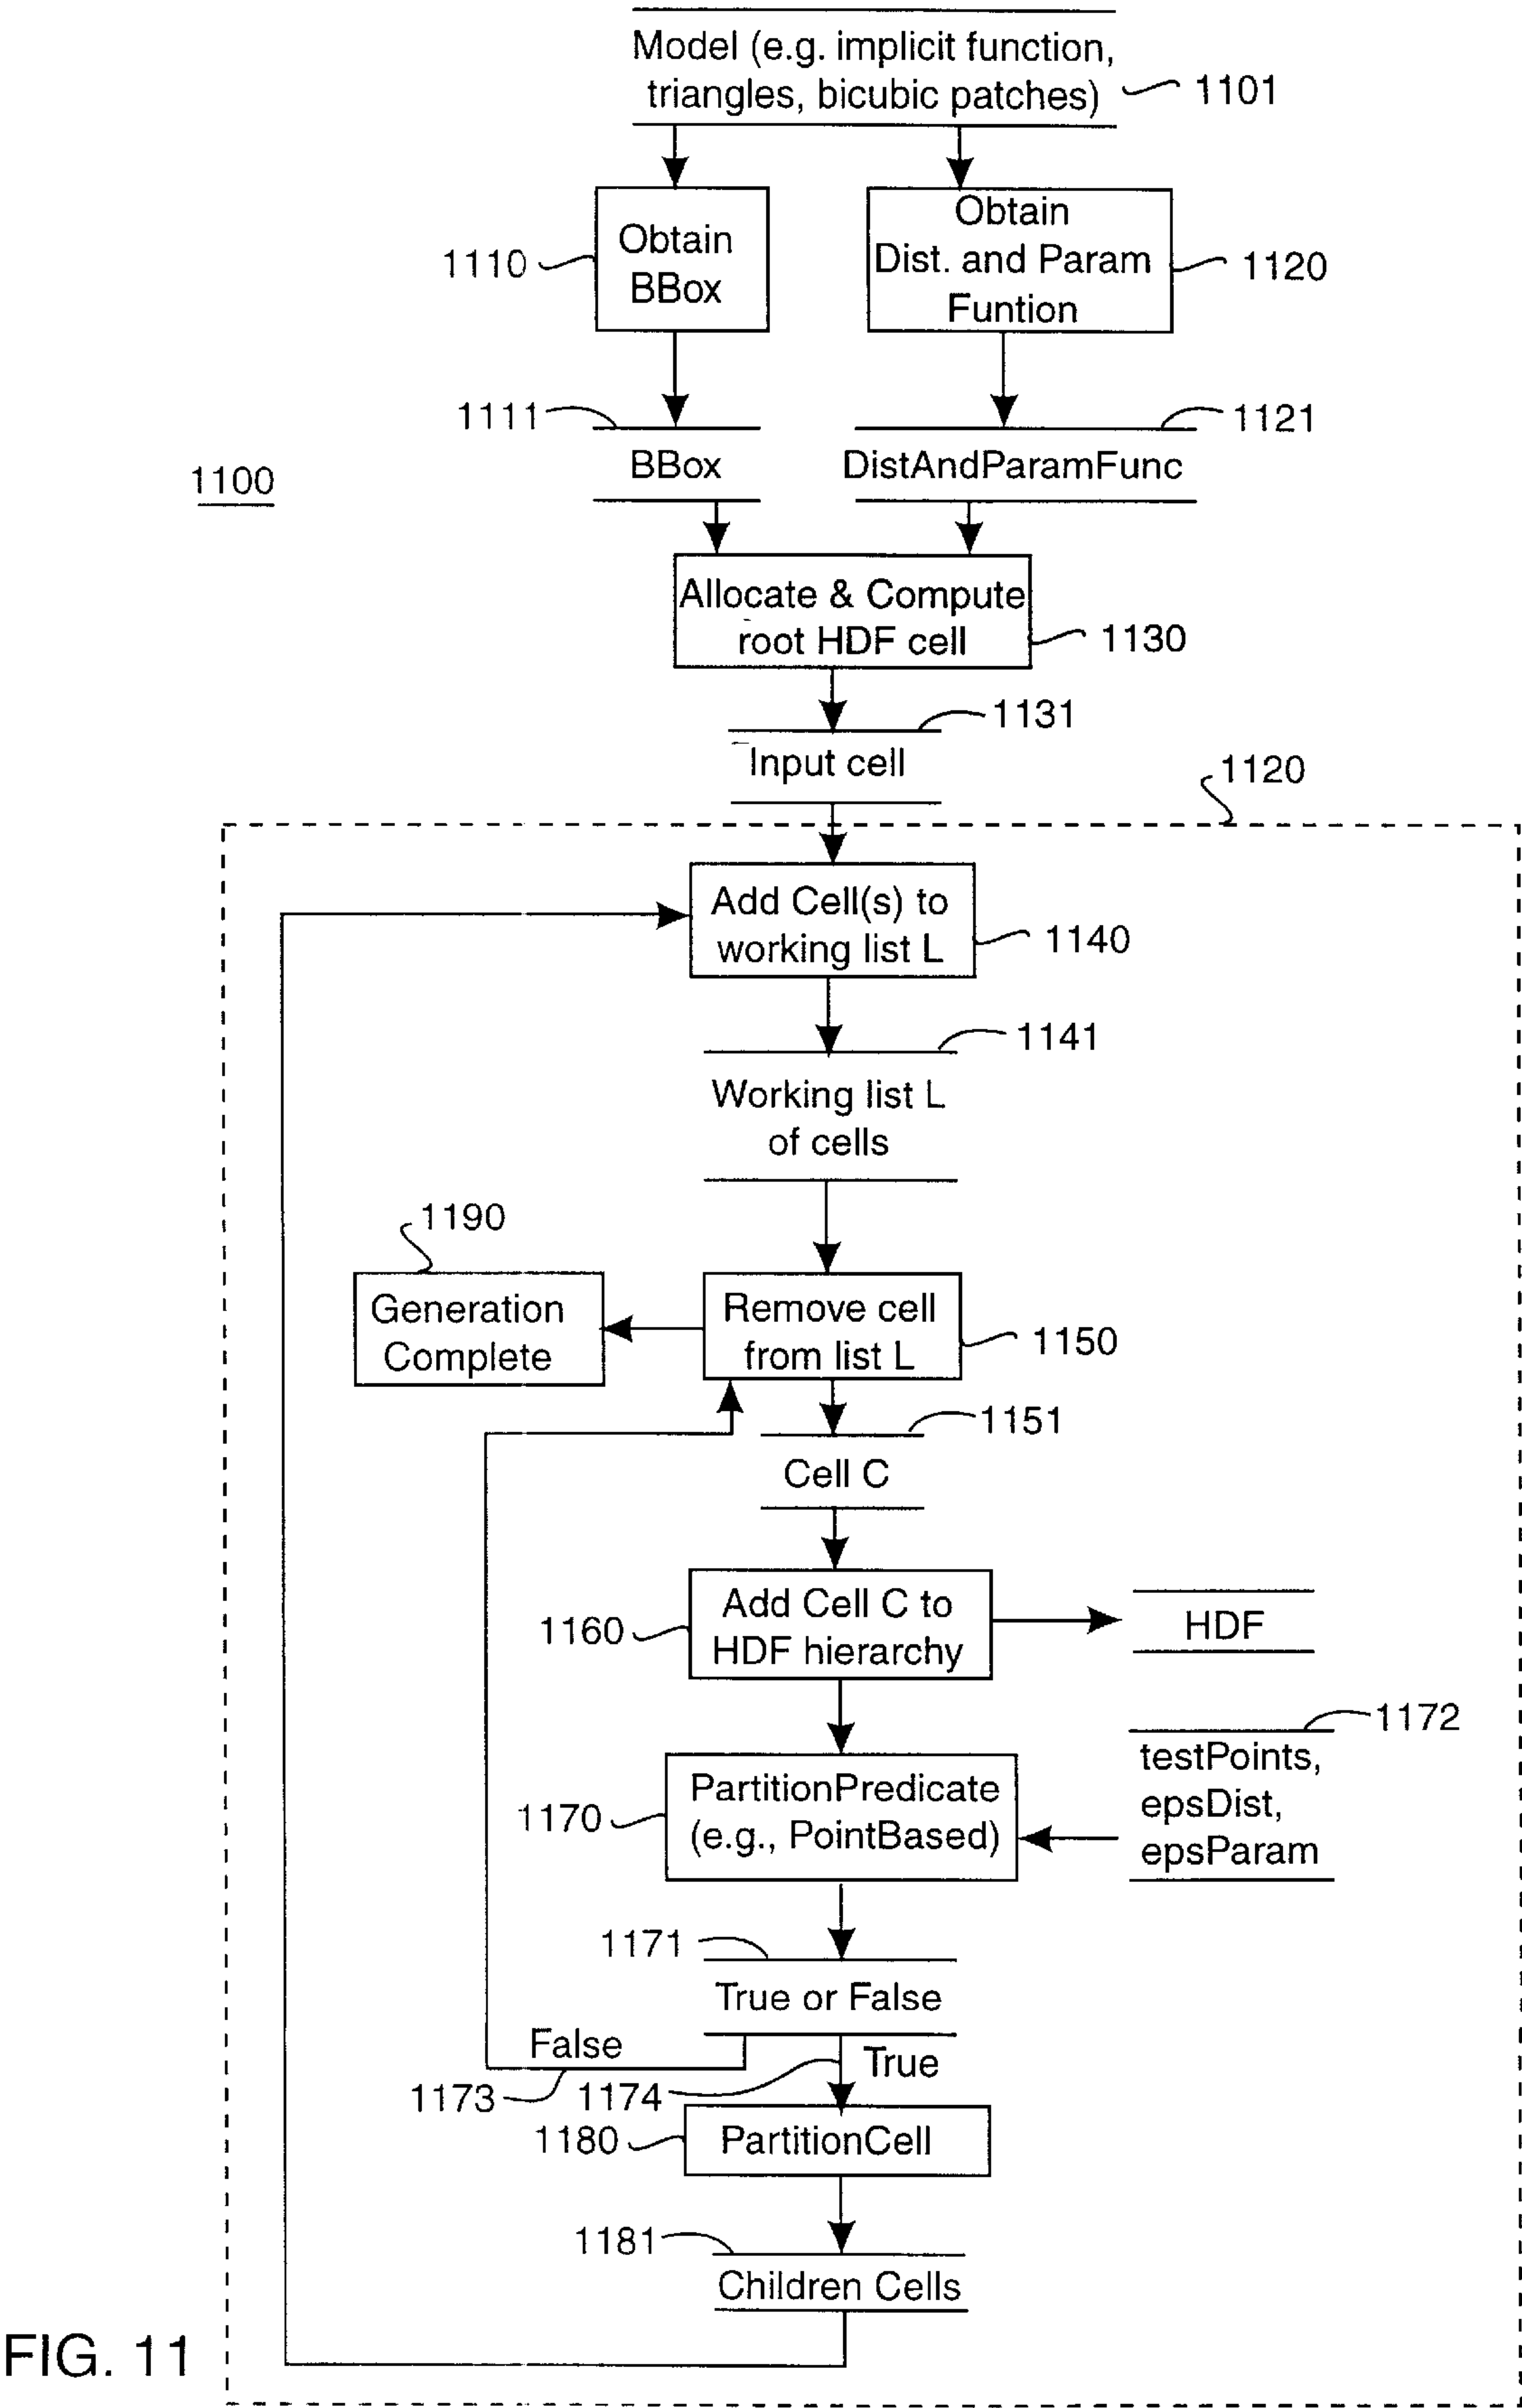 Model (e.g. implicit function,
triangles, bicubic patches)
1101
1110
Obtain
BBox
Obtain
Dist. and Param
Funtion
1120
1111
BBox
1121
DistAndParamFunc
1100
Allocate & Compute
root HDF cell
1130
1131
Input cell
1120
Add Cell(s) to
working list L
1140
1141
Working list L
of cells
1190
Generation
Complete
Remove cell
from list L
1150
1151
Cell C
1160
Add Cell C to
HDF hierarchy
HDF
1172
testPoints,
epsDist,
epsParam
1170
PartitionPredicate
(e.g., PointBased)
1171
True or False
False
True
1173
1174
1180
PartitionCell
1181
Children Cells
FIG. 11